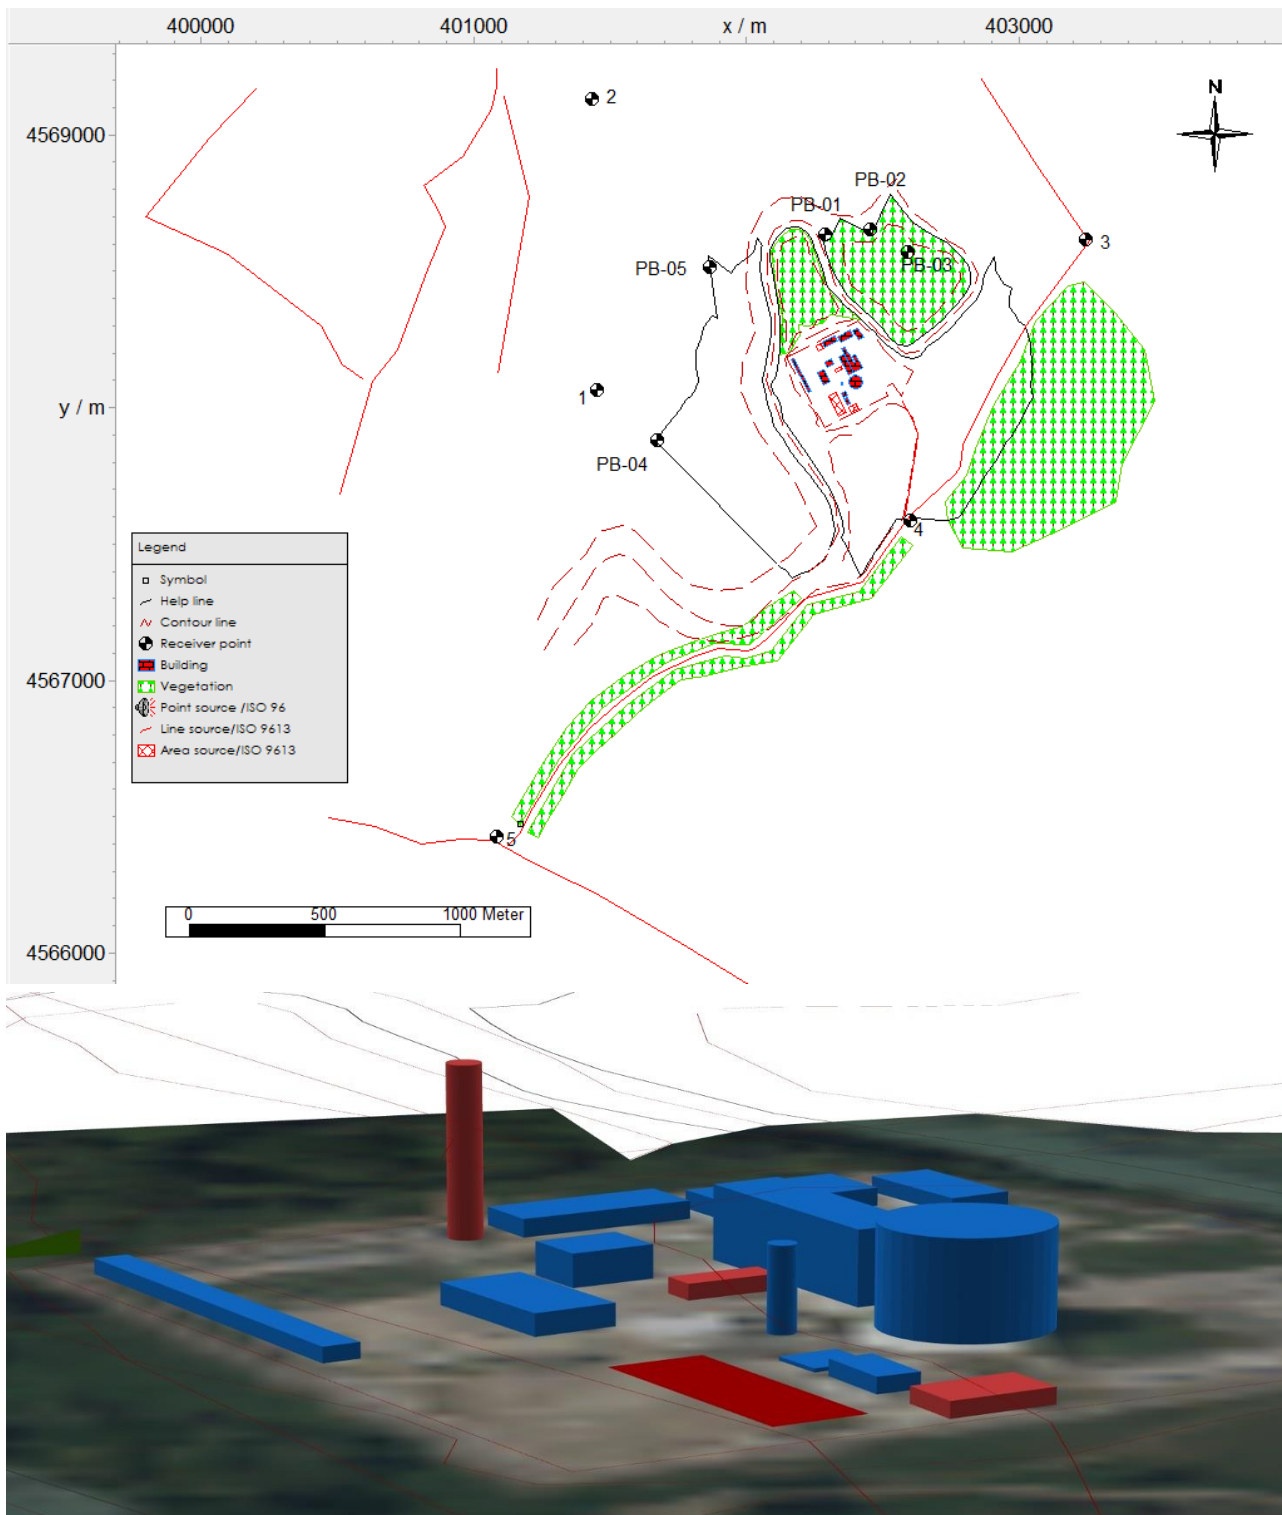 400000 401000 x / m 403000
N
2
4569000
PB-02
PB-01
3
PB-05
PB-03
1
y / m
PB-04
4
Legend
Symbol
Help line
Contour line
Receiver point
Building
Vegetation
Point source /ISO 96
Line source/ISO 9613
Area source/ISO 9613
4567000
5
0 500 1000 Meter
4566000